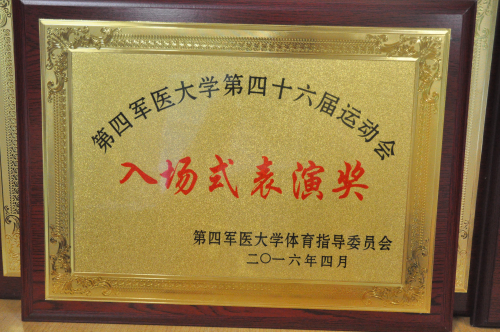 第四军医大学第四十六届运动会
入场式表演奖
第四军医大学体育指导委员会
二〇一六年四月